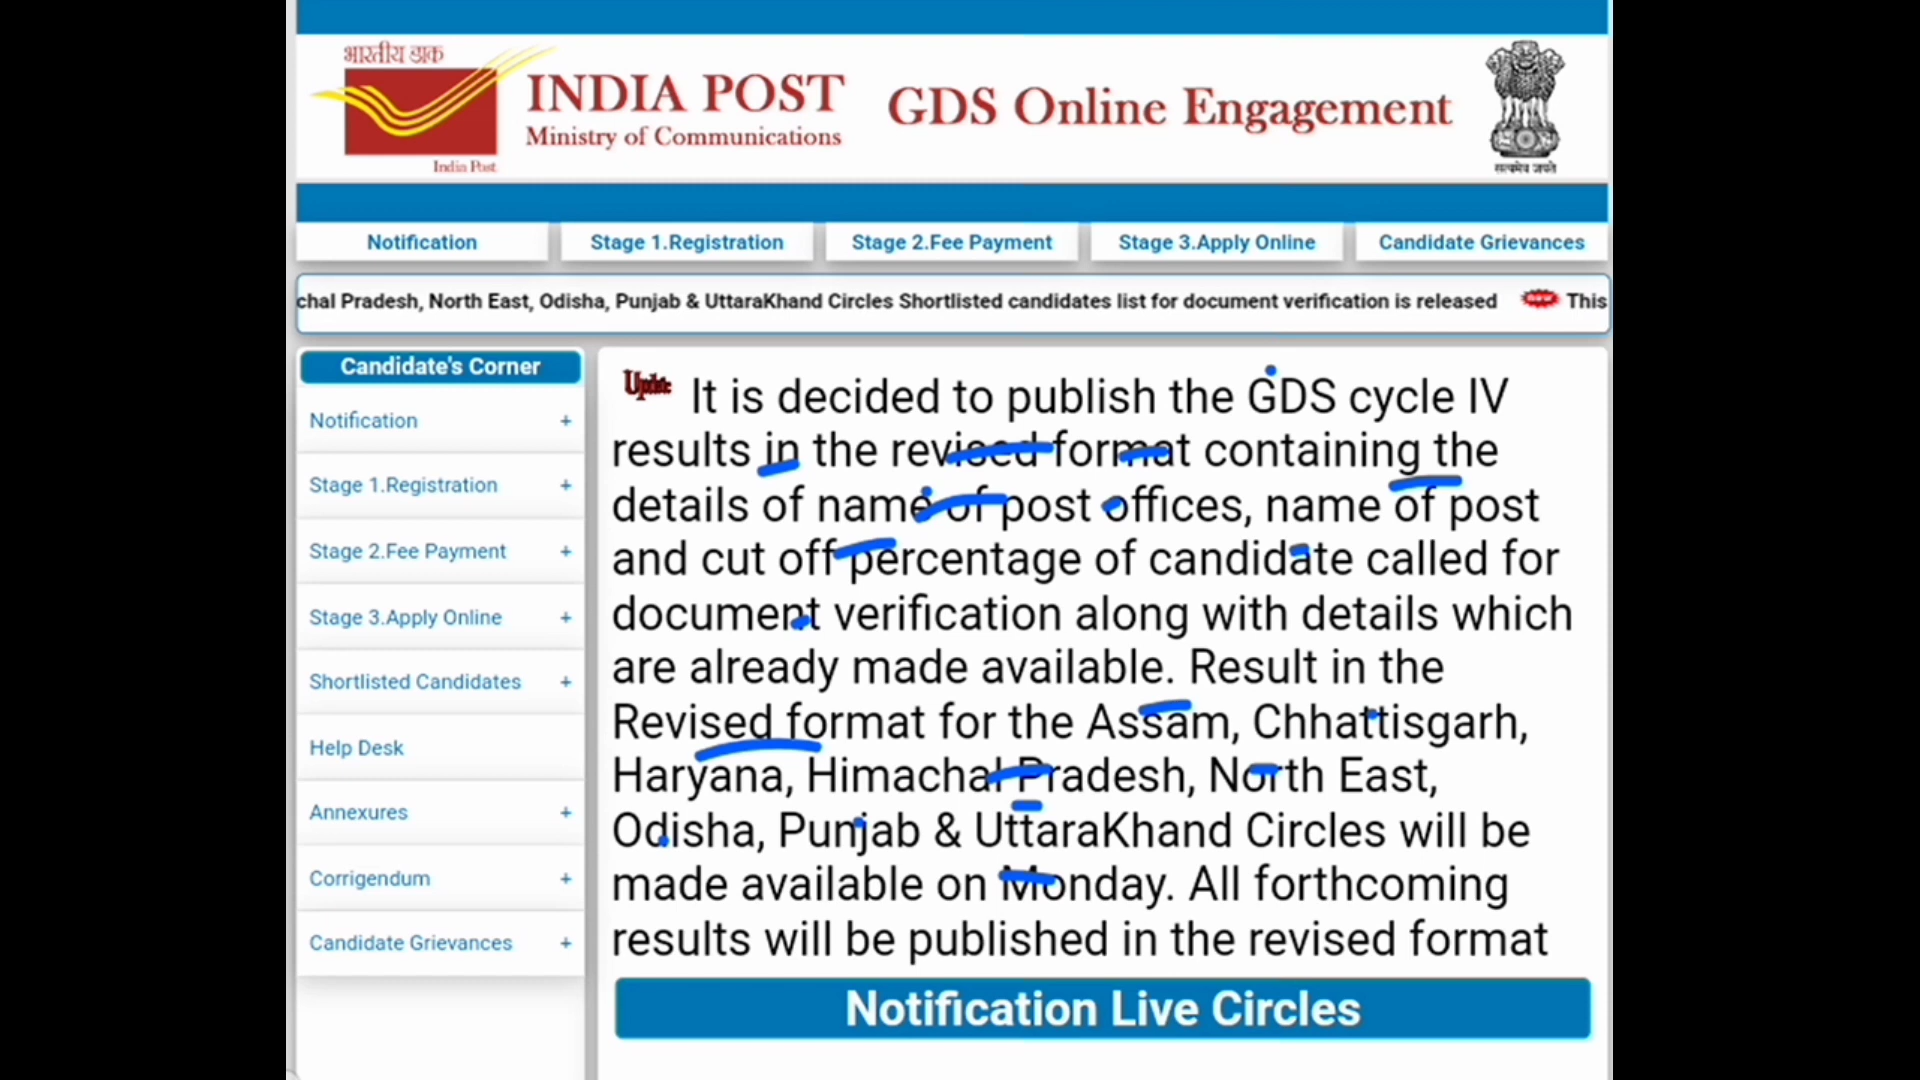 भारतीय डाक
INDIA POST
Ministry of Communications
India Post
GDS Online Engagement
सत्यमेव जयते
Notification
Stage 1.Registration
Stage 2.Fee Payment
Stage 3.Apply Online
Candidate Grievances
chal Pradesh, North East, Odisha, Punjab & UttaraKhand Circles Shortlisted candidates list for document verification is released new This
Candidate's Corner
Notification +
Stage 1.Registration +
Stage 2.Fee Payment +
Stage 3.Apply Online +
Shortlisted Candidates +
Help Desk
Annexures +
Corrigendum +
Candidate Grievances +
Update It is decided to publish the GDS cycle IV
results in the revised format containing the
details of name of post offices, name of post
and cut off percentage of candidate called for
document verification along with details which
are already made available. Result in the
Revised format for the Assam, Chhattisgarh,
Haryana, Himachal Pradesh, North East,
Odisha, Punjab & UttaraKhand Circles will be
made available on Monday. All forthcoming
results will be published in the revised format
Notification Live Circles